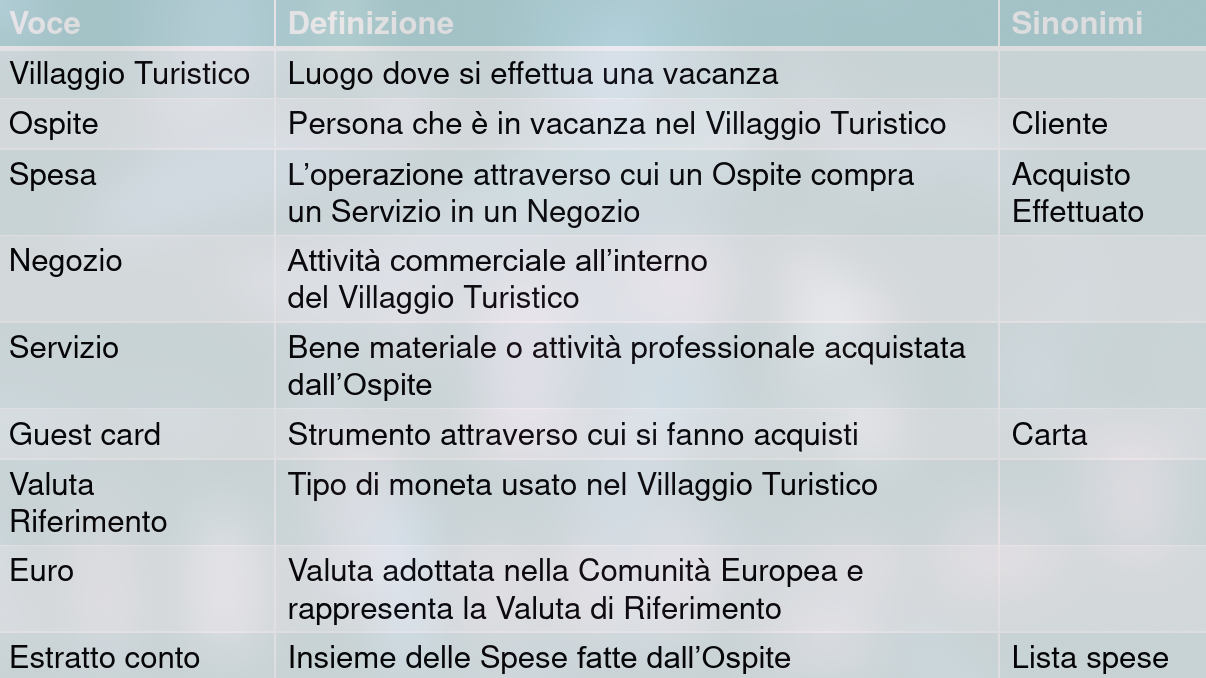 Voce Definizione Sinonimi
Villaggio Turistico Luogo dove si effettua una vacanza
Ospite Persona che è in vacanza nel Villaggio Turistico Cliente
Spesa L’operazione attraverso cui un Ospite compra Acquisto
un Servizio in un Negozio Effettuato
Negozio Attività commerciale all’interno
del Villaggio Turistico
Servizio Bene materiale o attività professionale acquistata
dall’Ospite
Guest card Strumento attraverso cui si fanno acquisti Carta
Valuta Tipo di moneta usato nel Villaggio Turistico
Riferimento
Euro Valuta adottata nella Comunità Europea e
rappresenta la Valuta di Riferimento
Estratto conto Insieme delle Spese fatte dall’Ospite Lista spese